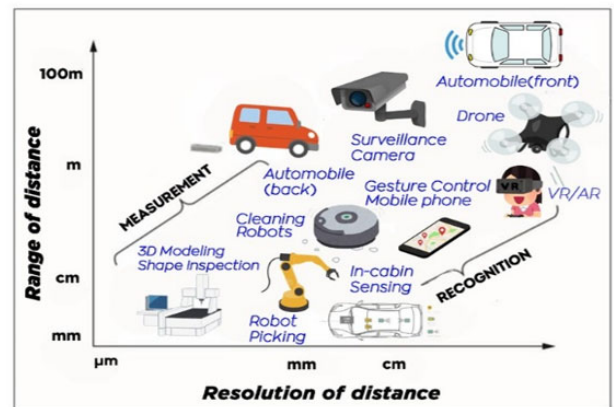 100m
Automobile(front)
Drone
Surveillance
Camera
m
Automobile
(back)
MEASUREMENT
Gesture Control
Mobile phone
VR
VR/AR
Cleaning
Robots
3D Modeling
Shape Inspection
In-cabin
Sensing
RECOGNITION
cm
Robot
Picking
mm
µm
mm
cm
Range of distance
Resolution of distance